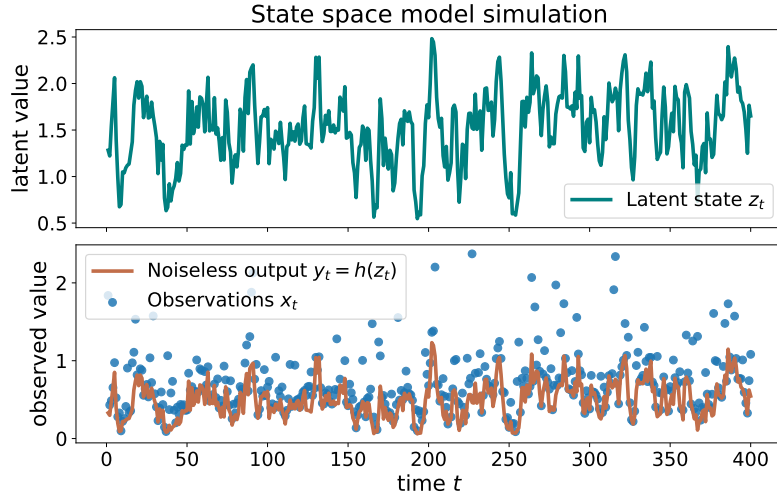 State space model simulation
latent value
2.5
2.0
1.5
1.0
0.5
Latent state z_t
observed value
2
1
0
Noiseless output y_t = h(z_t)
Observations x_t
0 50 100 150 200 250 300 350 400
time t